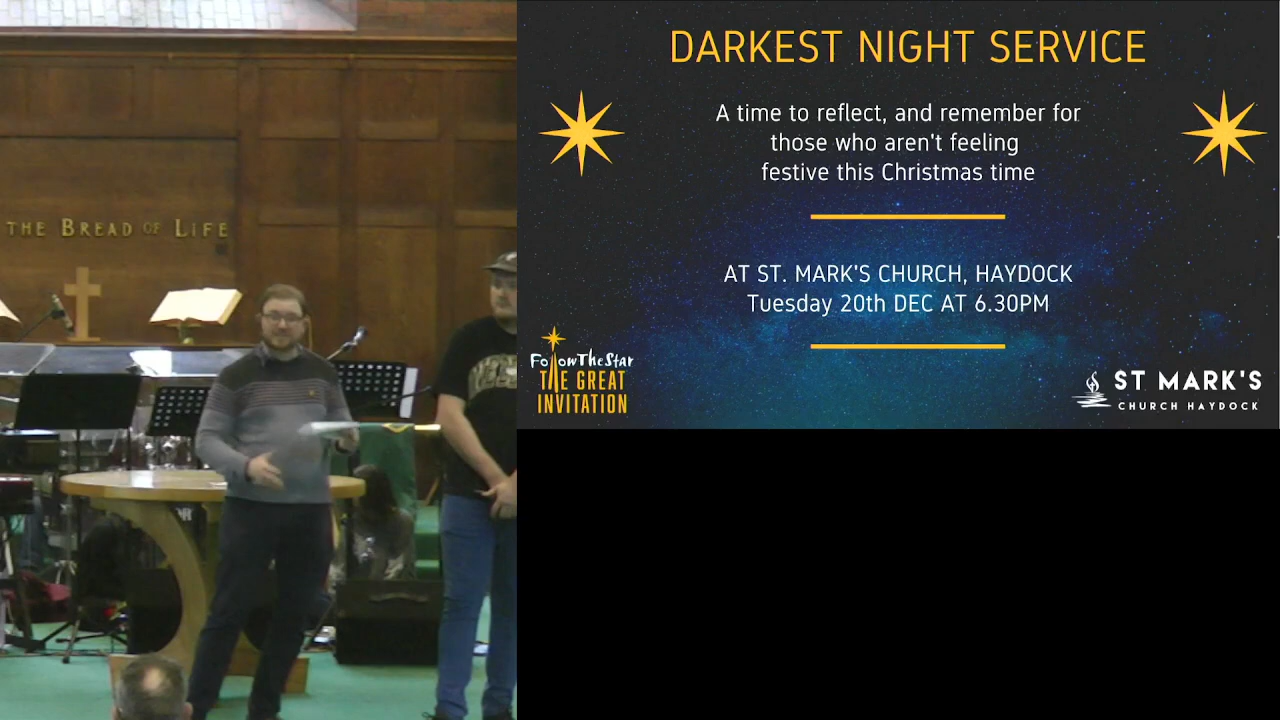 THE BREAD OF LIFE
DARKEST NIGHT SERVICE
A time to reflect, and remember for
those who aren't feeling
festive this Christmas time
AT ST. MARK'S CHURCH, HAYDOCK
Tuesday 20th DEC AT 6.30PM
FollowTheStar
THE GREAT
INVITATION
ST MARK'S
CHURCH HAYDOCK